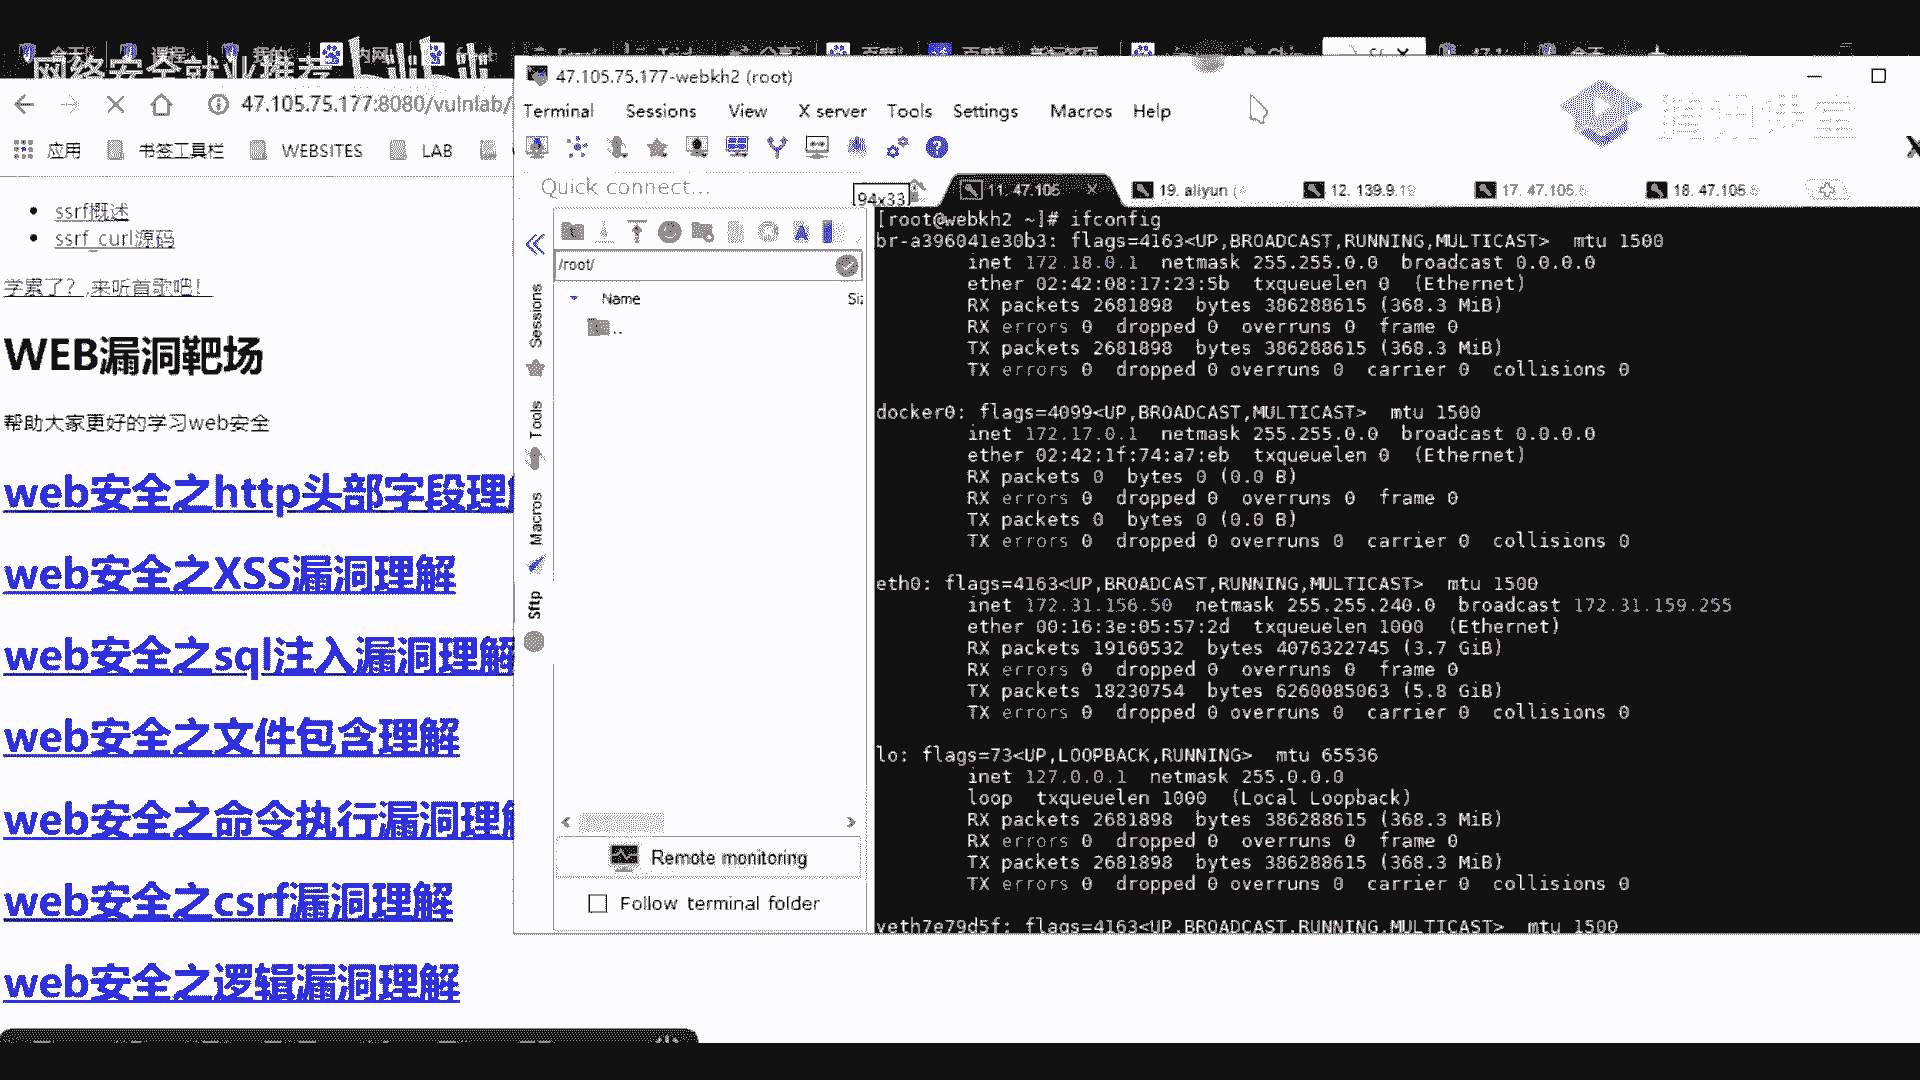 网络安全就业推荐 bilibili
47.105.75.177:8080/vulnlab/
应用
书签工具栏
WEBSITES
LAB
ssrf概述
ssrf_curl源码
学累了？,来听首歌吧！
WEB漏洞靶场
帮助大家更好的学习web安全
web安全之http头部字段理解
web安全之XSS漏洞理解
web安全之sql注入漏洞理解
web安全之文件包含理解
web安全之命令执行漏洞理解
web安全之csrf漏洞理解
web安全之逻辑漏洞理解
47.105.75.177-webkh2 (root)
Terminal Sessions View X server Tools Settings Macros Help
腾讯课堂
Quick connect...
94x33
11. 47.106
19. aliyun (
12. 139.9.19
17. 47.105.6
18. 47.105.6
/root/
Name
Si
..
Sessions
Tools
Macros
Sftp
Remote monitoring
Follow terminal folder
[root@webkh2 ~]# ifconfig
br-a396041e30b3: flags=4163<UP,BROADCAST,RUNNING,MULTICAST> mtu 1500
inet 172.18.0.1 netmask 255.255.0.0 broadcast 0.0.0.0
ether 02:42:08:17:23:5b txqueuelen 0 (Ethernet)
RX packets 2681898 bytes 386288615 (368.3 MiB)
RX errors 0 dropped 0 overruns 0 frame 0
TX packets 2681898 bytes 386288615 (368.3 MiB)
TX errors 0 dropped 0 overruns 0 carrier 0 collisions 0
docker0: flags=4099<UP,BROADCAST,MULTICAST> mtu 1500
inet 172.17.0.1 netmask 255.255.0.0 broadcast 0.0.0.0
ether 02:42:1f:74:a7:eb txqueuelen 0 (Ethernet)
RX packets 0 bytes 0 (0.0 B)
RX errors 0 dropped 0 overruns 0 frame 0
TX packets 0 bytes 0 (0.0 B)
TX errors 0 dropped 0 overruns 0 carrier 0 collisions 0
eth0: flags=4163<UP,BROADCAST,RUNNING,MULTICAST> mtu 1500
inet 172.31.156.50 netmask 255.255.240.0 broadcast 172.31.159.255
ether 00:16:3e:05:57:2d txqueuelen 1000 (Ethernet)
RX packets 19160532 bytes 4076322745 (3.7 GiB)
RX errors 0 dropped 0 overruns 0 frame 0
TX packets 18230754 bytes 6260085063 (5.8 GiB)
TX errors 0 dropped 0 overruns 0 carrier 0 collisions 0
lo: flags=73<UP,LOOPBACK,RUNNING> mtu 65536
inet 127.0.0.1 netmask 255.0.0.0
loop txqueuelen 1000 (Local Loopback)
RX packets 2681898 bytes 386288615 (368.3 MiB)
RX errors 0 dropped 0 overruns 0 frame 0
TX packets 2681898 bytes 386288615 (368.3 MiB)
TX errors 0 dropped 0 overruns 0 carrier 0 collisions 0
veth7e79d5f: flags=4163<UP,BROADCAST,RUNNING,MULTICAST> mtu 1500